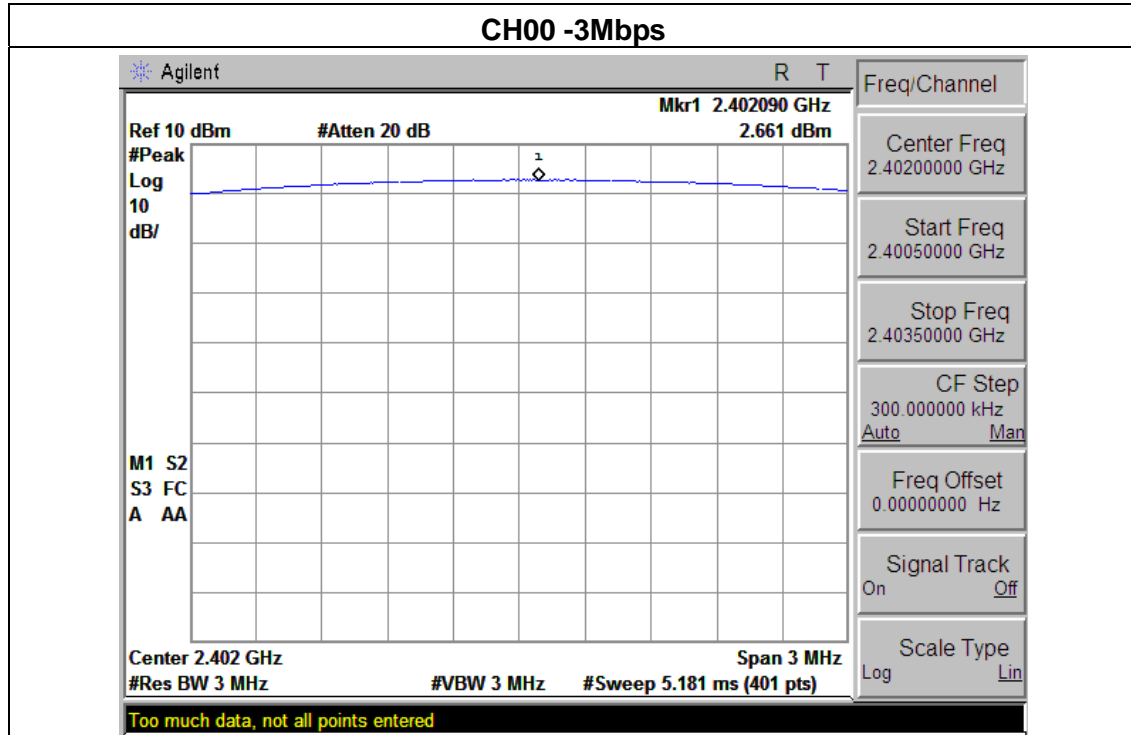 CH00 -3Mbps
Agilent R T
Mkr1 2.402090 GHz
Ref 10 dBm #Atten 20 dB 2.661 dBm
#Peak
Log
10
dB/
1
M1 S2
S3 FC
A AA
Center 2.402 GHz Span 3 MHz
#Res BW 3 MHz #VBW 3 MHz #Sweep 5.181 ms (401 pts)
Too much data, not all points entered
Freq/Channel
Center Freq
2.40200000 GHz
Start Freq
2.40050000 GHz
Stop Freq
2.40350000 GHz
CF Step
300.000000 kHz
Auto Man
Freq Offset
0.00000000 Hz
Signal Track
On Off
Scale Type
Log Lin